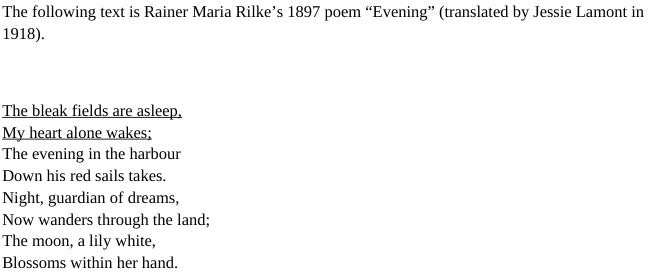 The following text is Rainer Maria Rilke’s 1897 poem “Evening” (translated by Jessie Lamont in
1918).
The bleak fields are asleep,
My heart alone wakes;
The evening in the harbour
Down his red sails takes.
Night, guardian of dreams,
Now wanders through the land;
The moon, a lily white,
Blossoms within her hand.